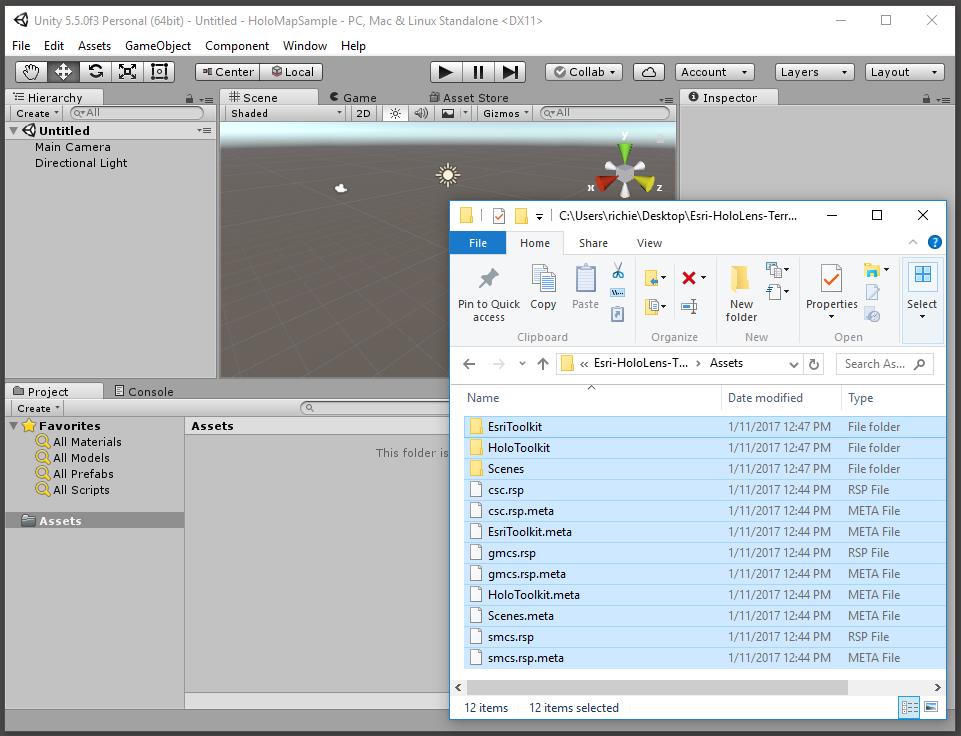 Unity 5.5.0f3 Personal (64bit) - Untitled - HoloMapSample - PC, Mac & Linux Standalone <DX11>
File Edit Assets GameObject Component Window Help
Center Local Collab Account Layers Layout
Hierarchy
Create All
Untitled
Main Camera
Directional Light
Scene Game Asset Store
Shaded 2D Gizmos All
y
x z
Inspector
Project Console
Create
Favorites
All Materials
All Models
All Prefabs
All Scripts
Assets
Assets
This folder is
C:\Users\richie\Desktop\Esri-HoloLens-Terr...
File Home Share View
Pin to Quick access
Copy
Paste
Clipboard
Organize
New folder
New
Properties
Open
Select
« Esri-HoloLens-T... › Assets
Search As...
Name Date modified Type
EsriToolkit 1/11/2017 12:47 PM File folder
HoloToolkit 1/11/2017 12:47 PM File folder
Scenes 1/11/2017 12:47 PM File folder
csc.rsp 1/11/2017 12:44 PM RSP File
csc.rsp.meta 1/11/2017 12:44 PM META File
EsriToolkit.meta 1/11/2017 12:44 PM META File
gmcs.rsp 1/11/2017 12:44 PM RSP File
gmcs.rsp.meta 1/11/2017 12:44 PM META File
HoloToolkit.meta 1/11/2017 12:44 PM META File
Scenes.meta 1/11/2017 12:44 PM META File
smcs.rsp 1/11/2017 12:44 PM RSP File
smcs.rsp.meta 1/11/2017 12:44 PM META File
12 items 12 items selected